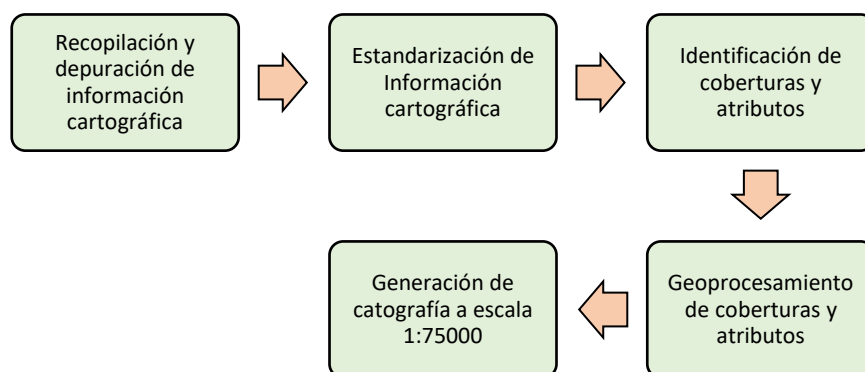 Recopilación y
depuración de
información
cartográfica
Estandarización de
Información
cartográfica
Identificación de
coberturas y
atributos
Geoprocesamiento
de coberturas y
atributos
Generación de
catografía a escala
1:75000